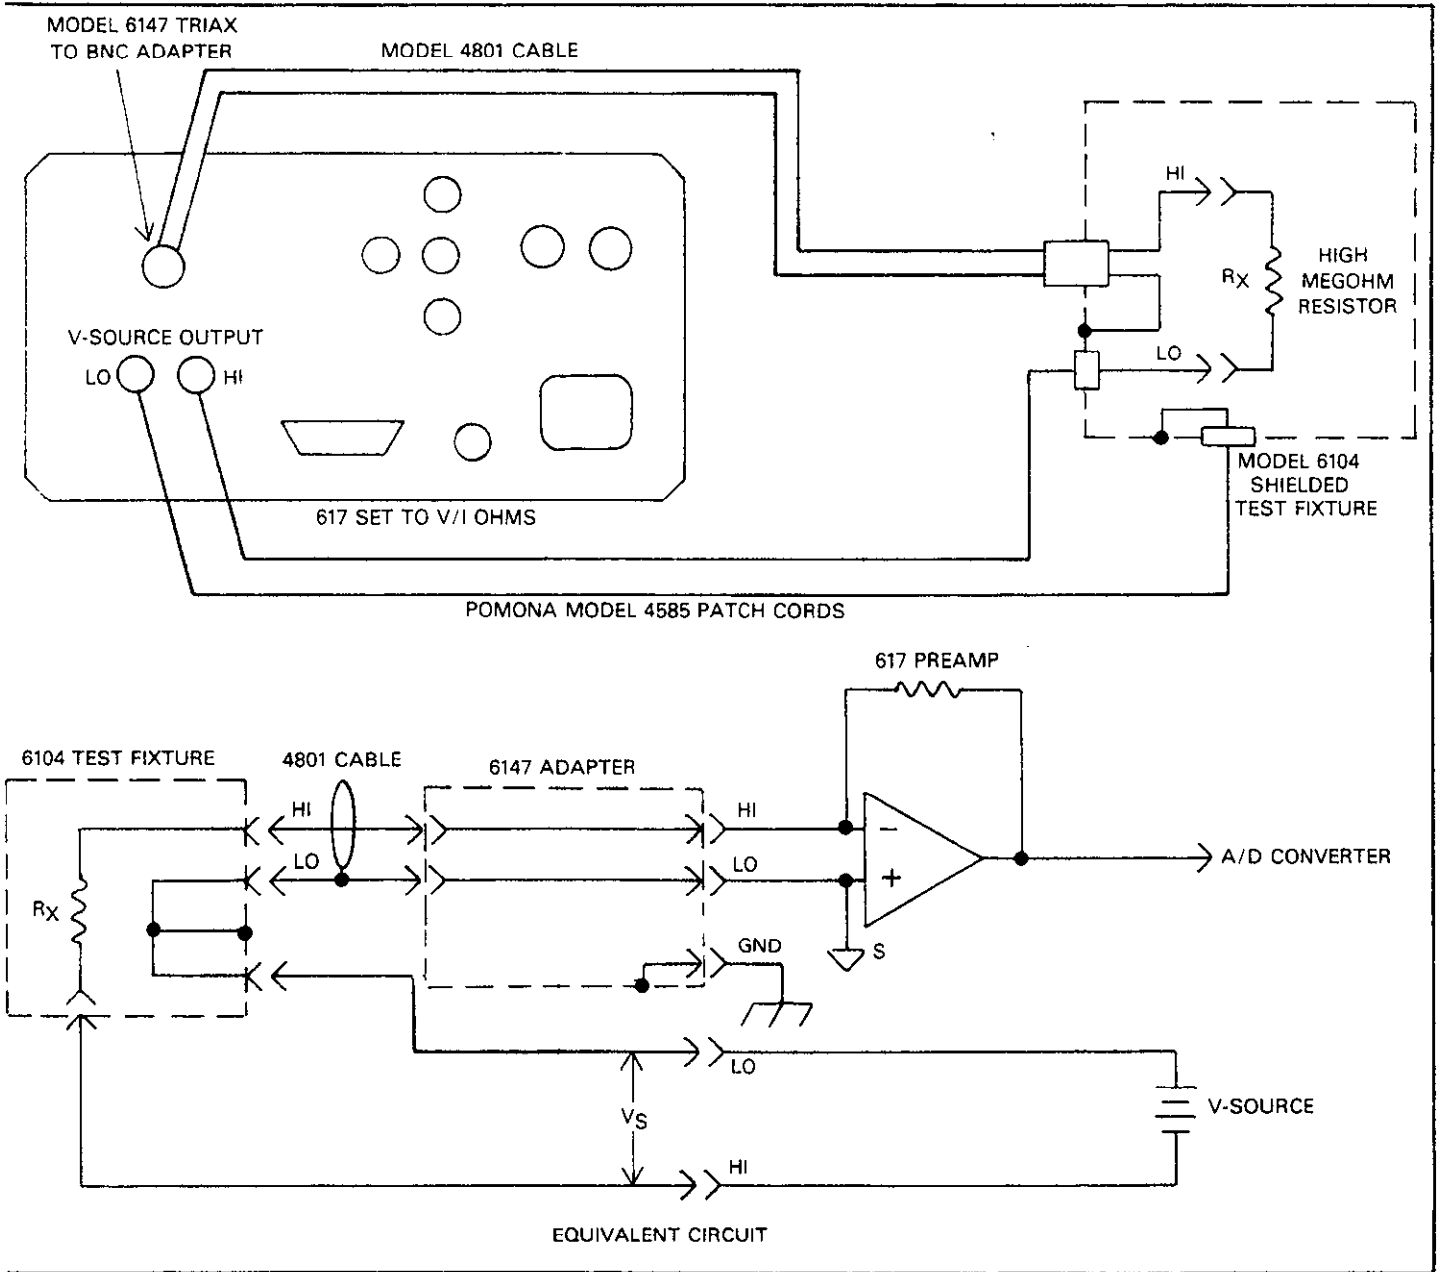 MODEL 6147 TRIAX
TO BNC ADAPTER
MODEL 4801 CABLE
HI
RX
HIGH
MEGOHM
RESISTOR
V-SOURCE OUTPUT
LO
HI
LO
617 SET TO V/I OHMS
MODEL 6104
SHIELDED
TEST FIXTURE
POMONA MODEL 4585 PATCH CORDS
617 PREAMP
6104 TEST FIXTURE
4801 CABLE
6147 ADAPTER
HI
HI
−
LO
LO
+
A/D CONVERTER
RX
GND
S
LO
VS
V-SOURCE
HI
EQUIVALENT CIRCUIT